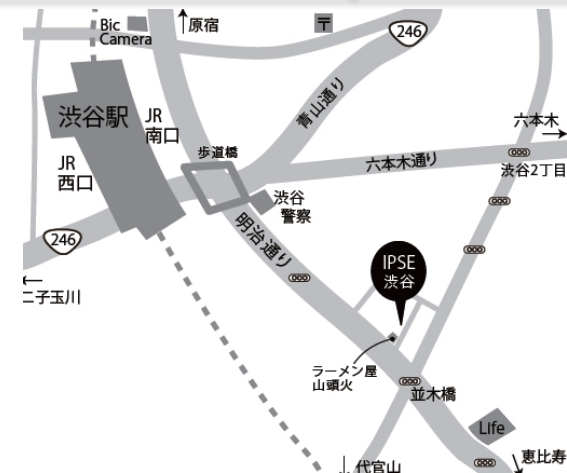 Bic
Camera
原宿
〒
246
青山通り
渋谷駅
JR
南口
JR
西口
歩道橋
六本木
六本木通り
渋谷2丁目
渋谷
警察
明治通り
246
二子玉川
IPSE
渋谷
ラーメン屋
山頭火
並木橋
Life
恵比寿
代官山